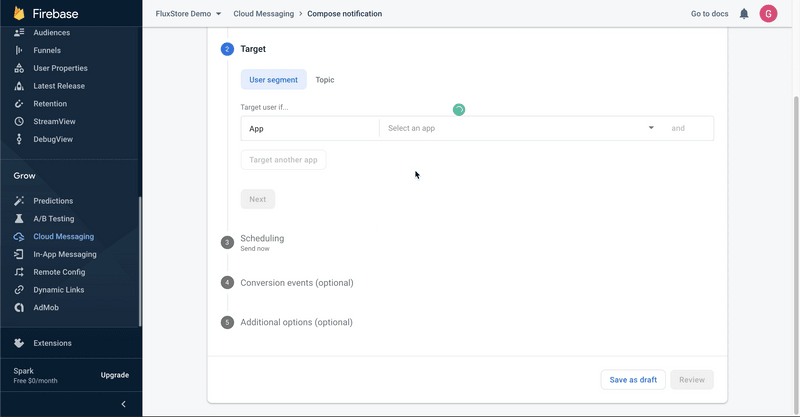 Firebase
FluxStore Demo
Cloud Messaging > Compose notification
Go to docs
G
Audiences
Funnels
User Properties
Latest Release
Retention
StreamView
DebugView
Grow
Predictions
A/B Testing
Cloud Messaging
In-App Messaging
Remote Config
Dynamic Links
AdMob
Extensions
Spark
Free $0/month
Upgrade
2 Target
User segment
Topic
Target user if...
App
Select an app
and
Target another app
Next
3 Scheduling
Send now
4 Conversion events (optional)
5 Additional options (optional)
Save as draft
Review